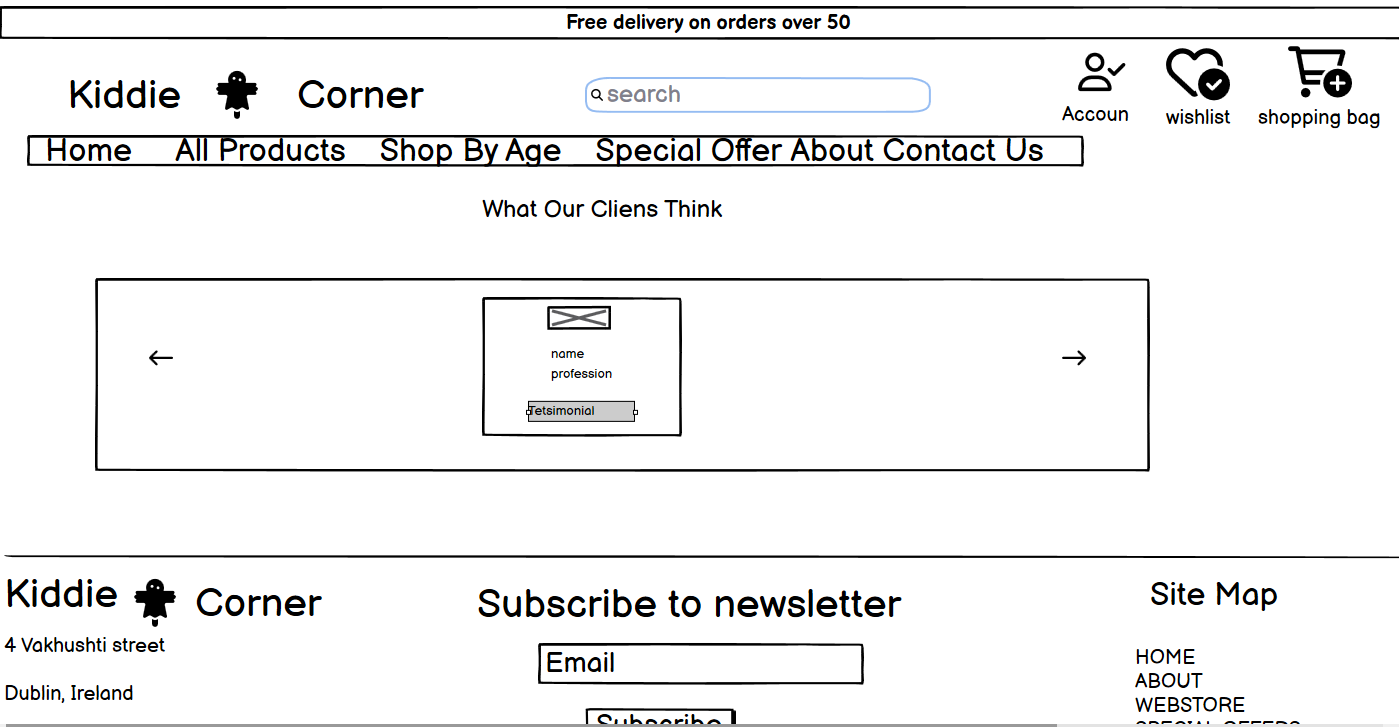 Free delivery on orders over 50
Kiddie Corner
search
Accoun
wishlist
shopping bag
Home All Products Shop By Age Special Offer About Contact Us
What Our Cliens Think
name
profession
Tetsimonial
Kiddie Corner
4 Vakhushti street
Dublin, Ireland
Subscribe to newsletter
Email
Subscribe
Site Map
HOME
ABOUT
WEBSTORE
SPECIAL OFFERS